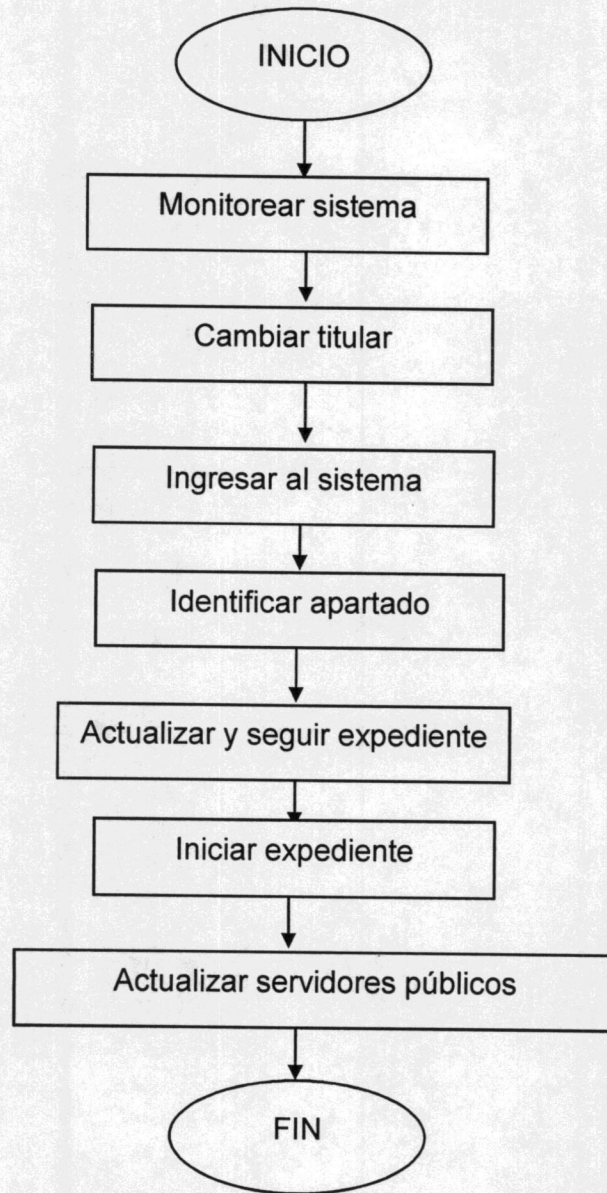 INICIO
Monitorear sistema
Cambiar titular
Ingresar al sistema
Identificar apartado
Actualizar y seguir expediente
Iniciar expediente
Actualizar servidores públicos
FIN